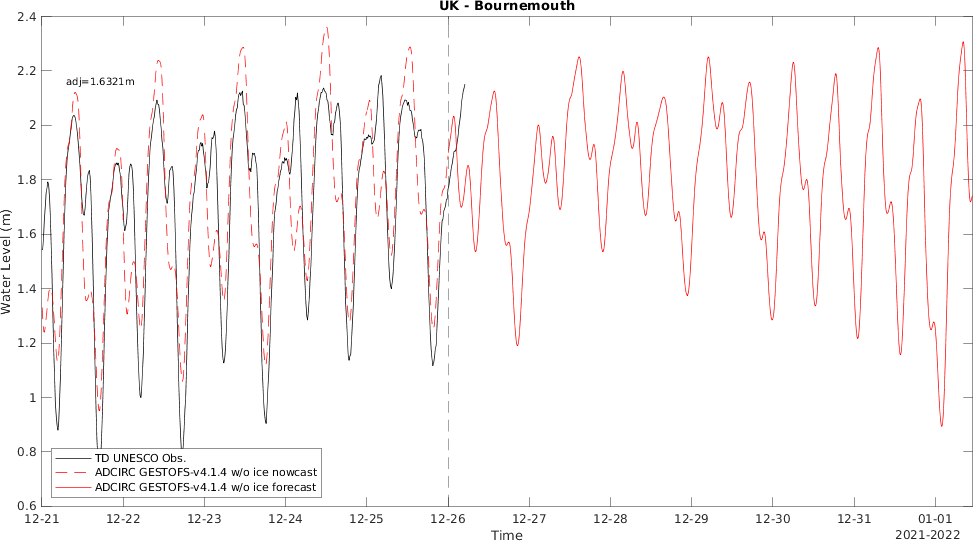 UK - Bournemouth
2.4
2.2
2
1.8
1.6
1.4
1.2
1
0.8
0.6
Water Level (m)
adj=1.6321m
TD UNESCO Obs.
ADCIRC GESTOFS-v4.1.4 w/o ice nowcast
ADCIRC GESTOFS-v4.1.4 w/o ice forecast
12-21 12-22 12-23 12-24 12-25 12-26 12-27 12-28 12-29 12-30 12-31 01-01
Time
2021-2022